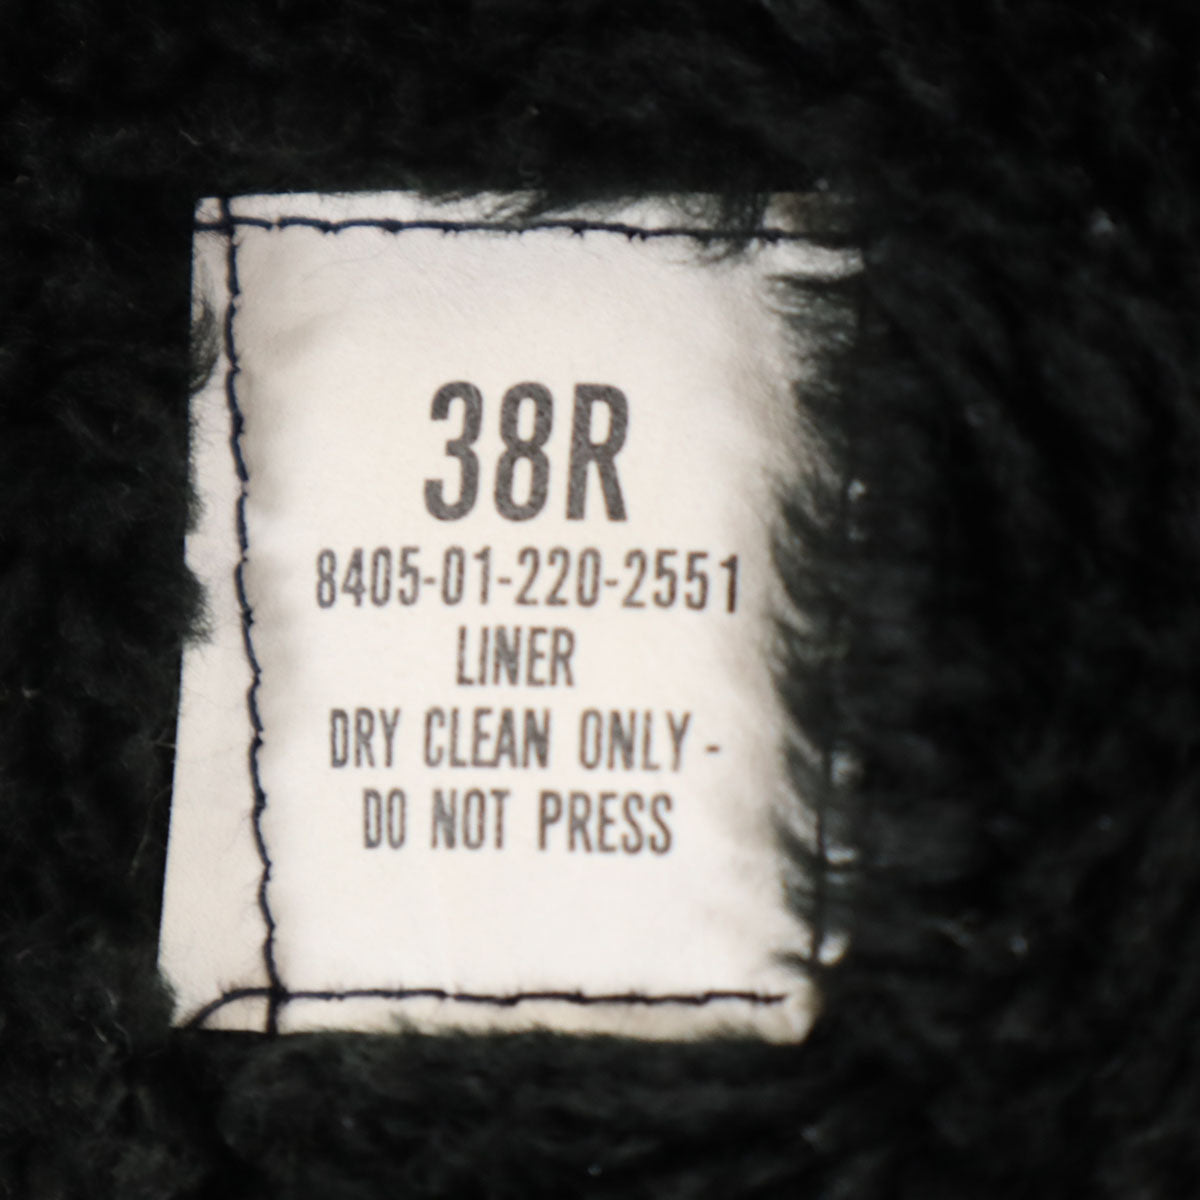 38R
8405-01-220-2551
LINER
DRY CLEAN ONLY -
DO NOT PRESS